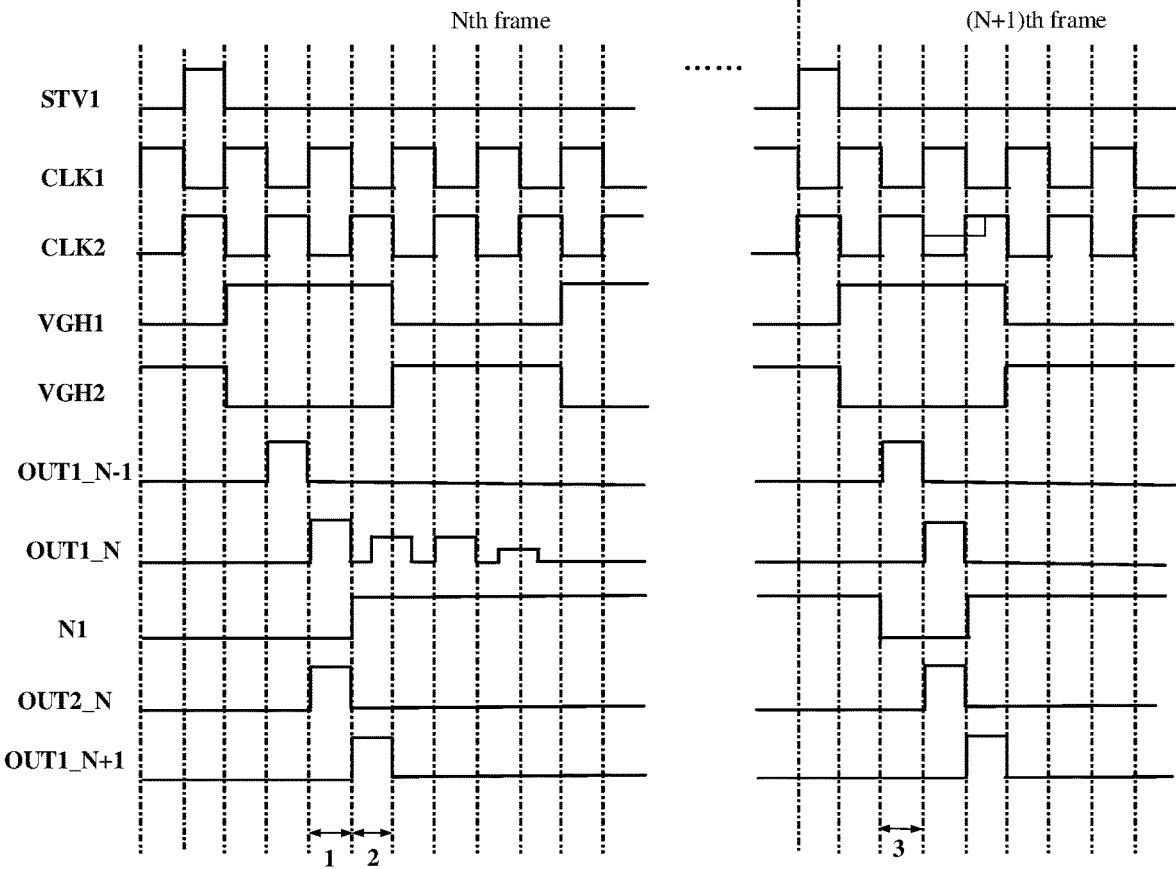 Nth frame
(N+1)th frame
......
STV1
CLK1
CLK2
VGH1
VGH2
OUT1_N-1
OUT1_N
N1
OUT2_N
OUT1_N+1
1
2
3